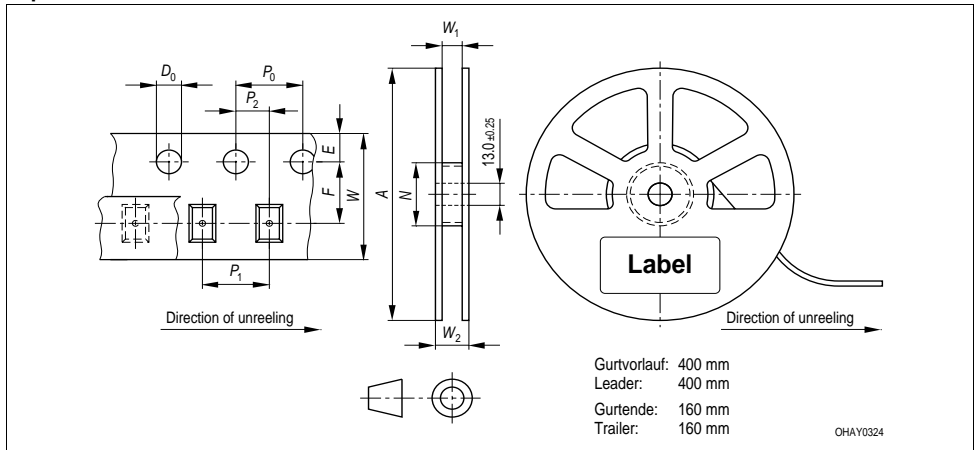 W1
D0
P0
P2
E
F
W
A
N
13.0 ±0.25
Label
P1
Direction of unreeling
W2
Direction of unreeling
Gurtvorlauf: 400 mm
Leader: 400 mm
Gurtende: 160 mm
Trailer: 160 mm
OHAY0324